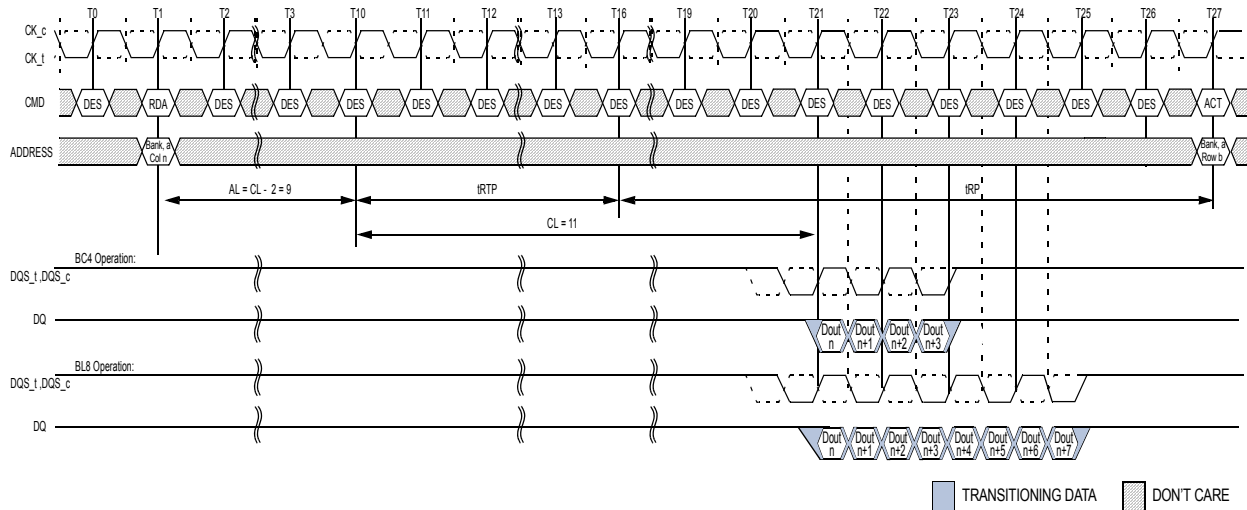 T0 T1 T2 T3 T10 T11 T12 T13 T16 T19 T20 T21 T22 T23 T24 T25 T26 T27
CK_c
CK_t
CMD DES RDA DES DES DES DES DES DES DES DES DES DES DES DES DES DES DES ACT
ADDRESS Bank, a Bank, a
Col n Row b
AL = CL - 2 = 9 tRTP tRP
CL = 11
BC4 Operation:
DQS_t ,DQS_c
DQ Dout Dout Dout Dout
n n+1 n+2 n+3
BL8 Operation:
DQS_t ,DQS_c
DQ Dout Dout Dout Dout Dout Dout Dout Dout
n n+1 n+2 n+3 n+4 n+5 n+6 n+7
TRANSITIONING DATA DON'T CARE